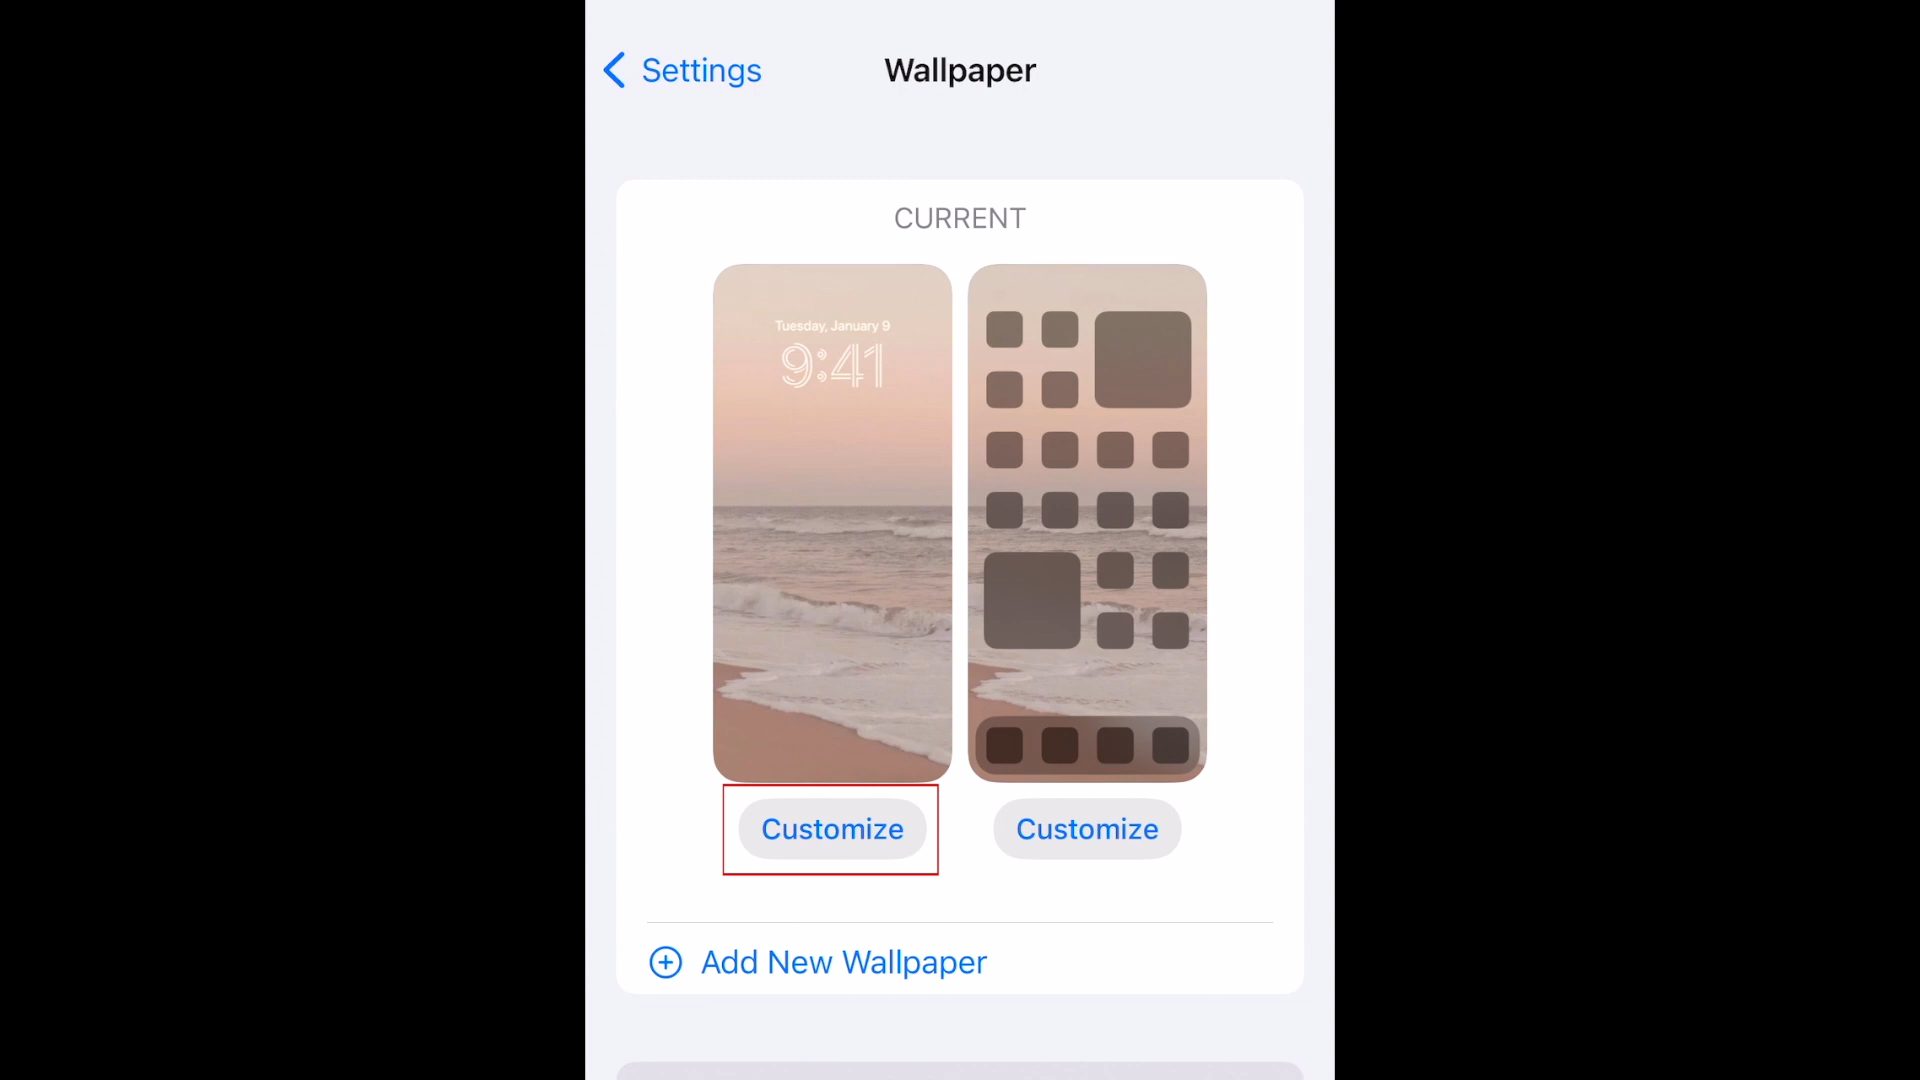 Settings
Wallpaper
CURRENT
Tuesday, January 9
9:41
Customize
Customize
Add New Wallpaper